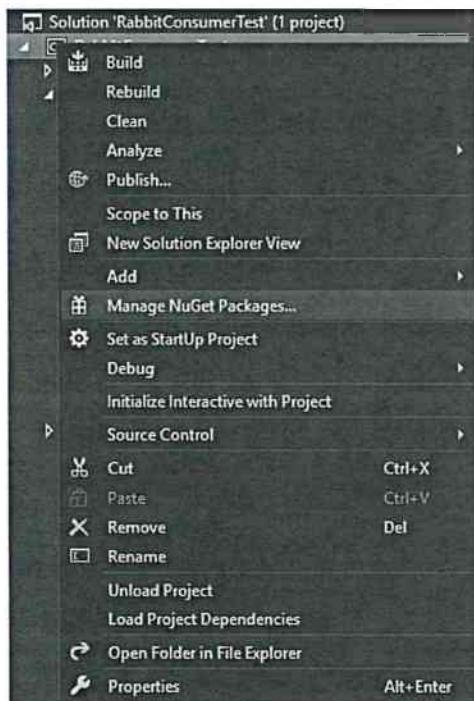 Solution 'RabbitConsumerTest' (1 project)
Build
Rebuild
Clean
Analyze
Publish...
Scope to This
New Solution Explorer View
Add
Manage NuGet Packages...
Set as StartUp Project
Debug
Initialize Interactive with Project
Source Control
Cut Ctrl+X
Paste Ctrl+V
Remove Del
Rename
Unload Project
Load Project Dependencies
Open Folder in File Explorer
Properties Alt+Enter